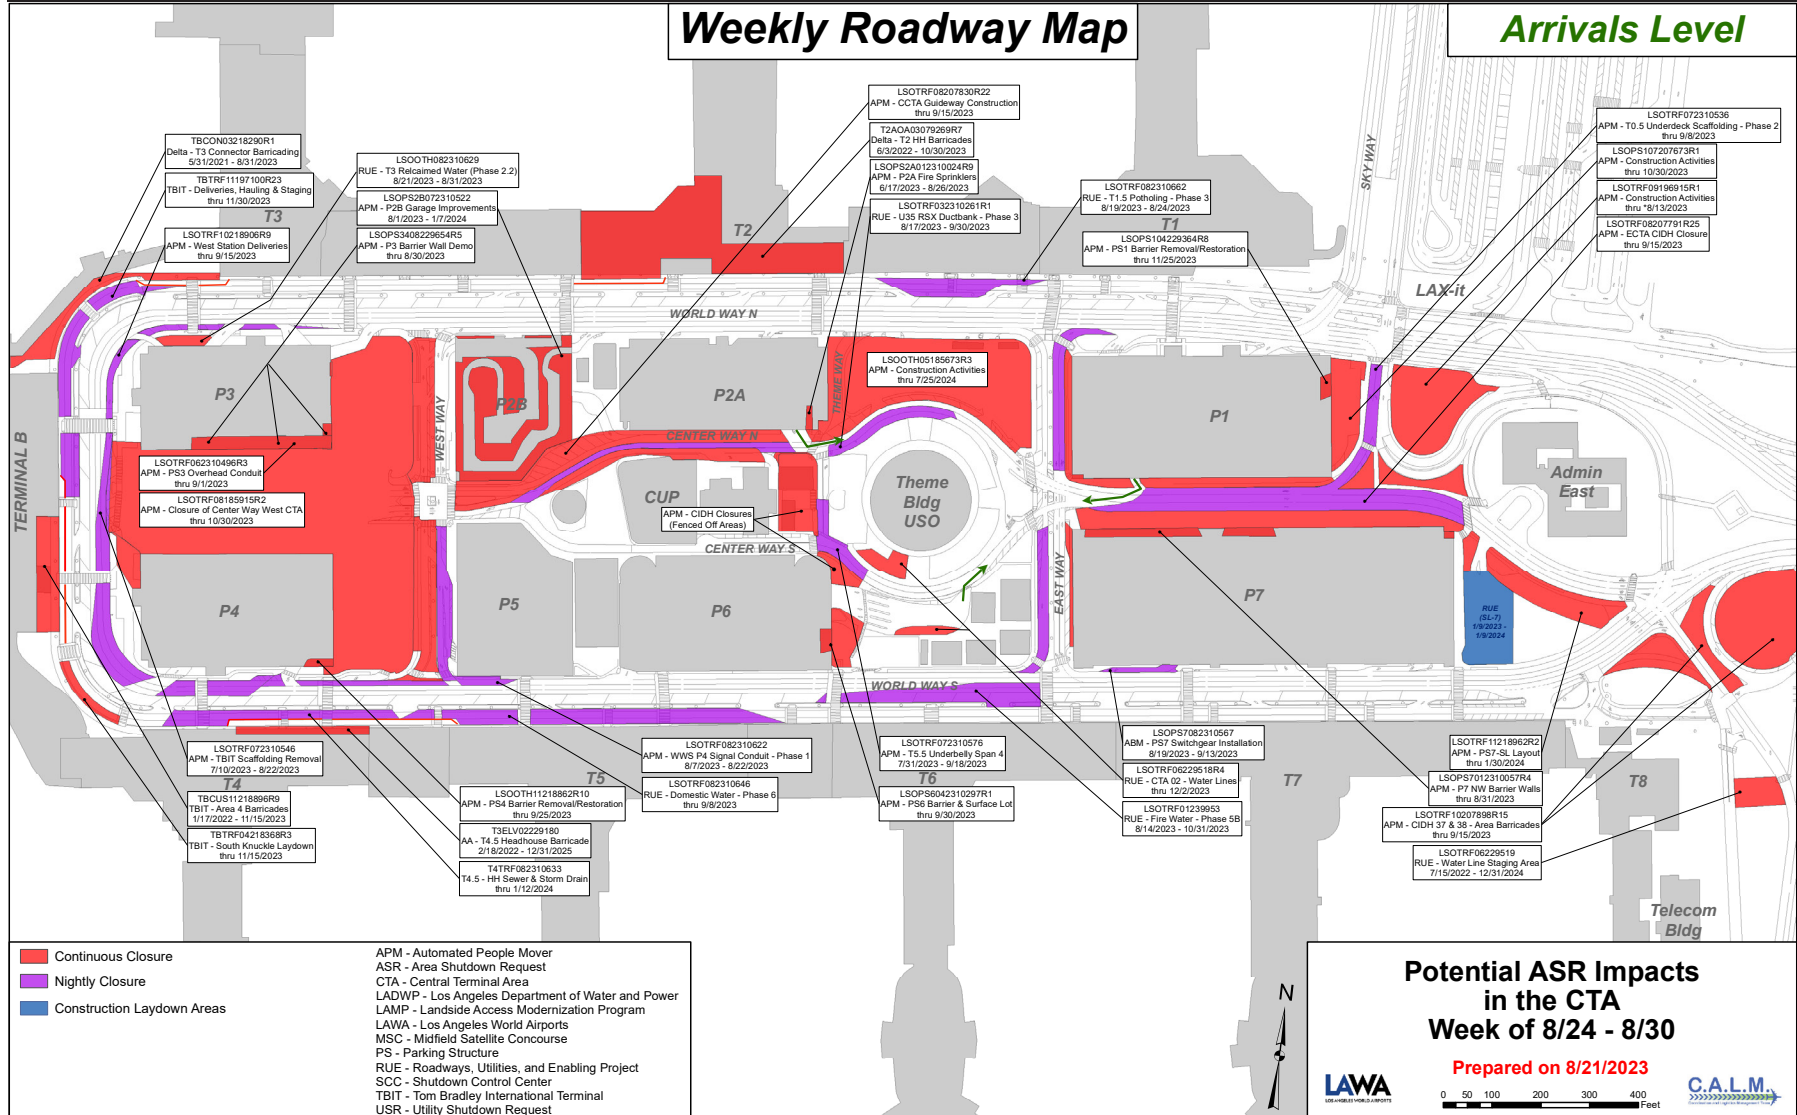 Weekly Roadway Map
Arrivals Level
LSOTRF08207830R22
APM - CCTA Guideway Construction
thru 9/15/2023
T2AOA03079269R7
Delta - T2 HH Barricades
6/3/2022 - 10/30/2023
LSOPS2A012310024R9
APM - P2A Fire Sprinklers
6/17/2023 - 8/26/2023
LSOTRF032310261R1
RUE - U35 RSX Ductbank - Phase 3
8/17/2023 - 9/30/2023
TBCON03218290R1
Delta - T3 Connector Barricading
5/31/2021 - 8/31/2023
TBTRF11197100R23
TBIT - Deliveries, Hauling & Staging
thru 11/30/2023
LSOTRF10218906R9
APM - West Station Deliveries
thru 9/15/2023
LSOOTH082310629
RUE - T3 Relcaimed Water (Phase 2.2)
8/21/2023 - 8/31/2023
LSOPS2B072310522
APM - P2B Garage Improvements
8/1/2023 - 1/7/2024
LSOPS3408229654R5
APM - P3 Barrier Wall Demo
thru 8/30/2023
LSOTRF082310662
RUE - T1.5 Potholing - Phase 3
8/19/2023 - 8/24/2023
LSOPS104229364R8
APM - PS1 Barrier Removal/Restoration
thru 11/25/2023
LSOTRF072310536
APM - T0.5 Underdeck Scaffolding - Phase 2
thru 9/8/2023
LSOPS107207673R1
APM - Construction Activities
thru 10/30/2023
LSOTRF09196915R1
APM - Construction Activities
thru *8/13/2023
LSOTRF08207791R25
APM - ECTA CIDH Closure
thru 9/15/2023
T3
T2
T1
SKY WAY
LAX-it
WORLD WAY N
LSOOTH05185673R3
APM - Construction Activities
thru 7/25/2024
P3
P2B
P2A
THEME WAY
P1
WEST WAY
CENTER WAY N
TERMINAL B
LSOTRF062310496R3
APM - PS3 Overhead Conduit
thru 9/1/2023
LSOTRF08185915R2
APM - Closure of Center Way West CTA
thru 10/30/2023
CUP
APM - CIDH Closures
(Fenced Off Areas)
Theme
Bldg
USO
Admin
East
CENTER WAY S
EAST WAY
P4
P5
P6
P7
RUE
(SL-7)
1/9/2023 -
1/9/2024
WORLD WAY S
LSOTRF072310546
APM - TBIT Scaffolding Removal
7/10/2023 - 8/22/2023
TBCUS11218896R9
TBIT - Area 4 Barricades
1/17/2022 - 11/15/2023
TBTRF04218368R3
TBIT - South Knuckle Laydown
thru 11/15/2023
T4
LSOOTH11218862R10
APM - PS4 Barrier Removal/Restoration
thru 9/25/2023
T3ELV02229180
AA - T4.5 Headhouse Barricade
2/18/2022 - 12/31/2025
T4TRF082310633
T4.5 - HH Sewer & Storm Drain
thru 1/12/2024
T5
LSOTRF082310622
APM - WWS P4 Signal Conduit - Phase 1
8/7/2023 - 8/22/2023
LSOTRF082310646
RUE - Domestic Water - Phase 6
thru 9/8/2023
LSOTRF072310576
APM - T5.5 Underbelly Span 4
7/31/2023 - 9/18/2023
T6
LSOPS6042310297R1
APM - PS6 Barrier & Surface Lot
thru 9/30/2023
LSOPS7082310567
ABM - PS7 Switchgear Installation
8/19/2023 - 9/13/2023
LSOTRF06229518R4
RUE - CTA 02 - Water Lines
thru 12/2/2023
LSOTRF01239953
RUE - Fire Water - Phase 5B
8/14/2023 - 10/31/2023
T7
LSOTRF11218962R2
APM - PS7-SL Layout
thru 1/30/2024
LSOPS7012310057R4
APM - P7 NW Barrier Walls
thru 8/31/2023
LSOTRF10207898R15
APM - CIDH 37 & 38 - Area Barricades
thru 9/15/2023
LSOTRF06229519
RUE - Water Line Staging Area
7/15/2022 - 12/31/2024
T8
Telecom
Bldg
Continuous Closure
Nightly Closure
Construction Laydown Areas
APM - Automated People Mover
ASR - Area Shutdown Request
CTA - Central Terminal Area
LADWP - Los Angeles Department of Water and Power
LAMP - Landside Access Modernization Program
LAWA - Los Angeles World Airports
MSC - Midfield Satellite Concourse
PS - Parking Structure
RUE - Roadways, Utilities, and Enabling Project
SCC - Shutdown Control Center
TBIT - Tom Bradley International Terminal
USR - Utility Shutdown Request
N
Potential ASR Impacts
in the CTA
Week of 8/24 - 8/30
Prepared on 8/21/2023
LAWA
LOS ANGELES WORLD AIRPORTS
0 50 100 200 300 400
Feet
C.A.L.M.